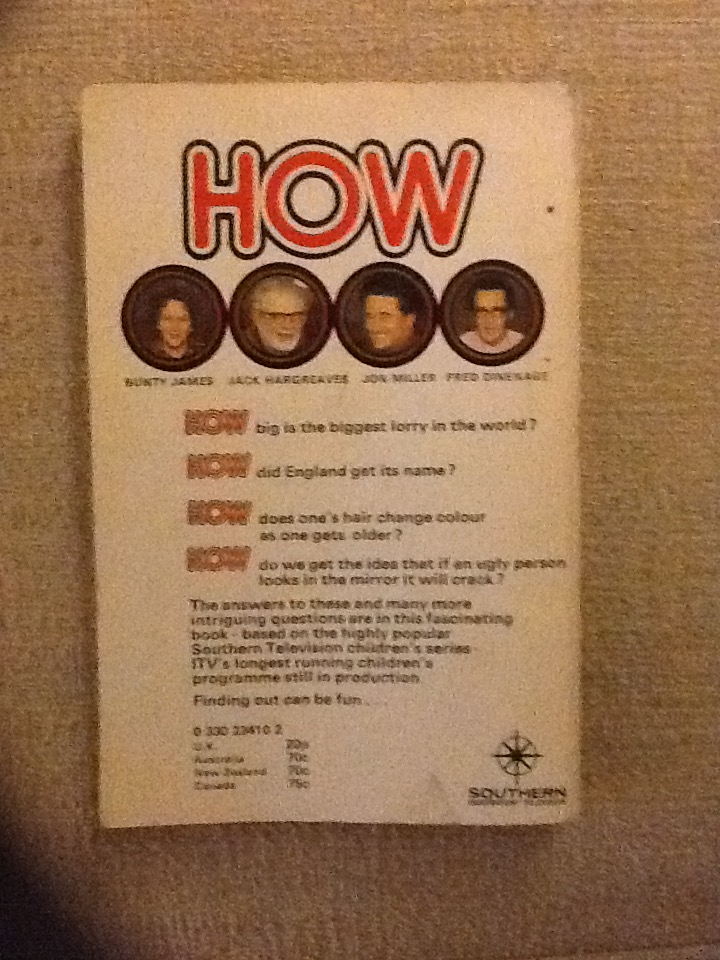 HOW
BUNTY JAMES JACK HARGREAVES JON MILLER FRED DINENAGE
HOW big is the biggest lorry in the world?
HOW did England get its name?
HOW does one's hair change colour
as one gets older?
HOW do we get the idea that if an ugly person
looks in the mirror it will crack?
The answers to these and many more
intriguing questions are in this fascinating
book - based on the highly popular
Southern Television children's series -
ITV's longest running children's
programme still in production
Finding out can be fun . . . .
0 330 23410 2
U.K. 20p
Australia 70c
New Zealand 70c
Canada 75c
SOUTHERN